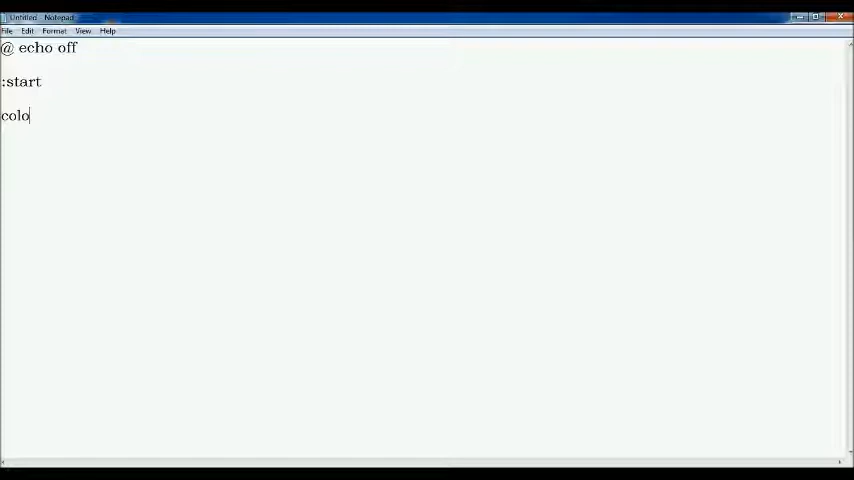 Untitled - Notepad
File Edit Format View Help
@ echo off
:start
colo